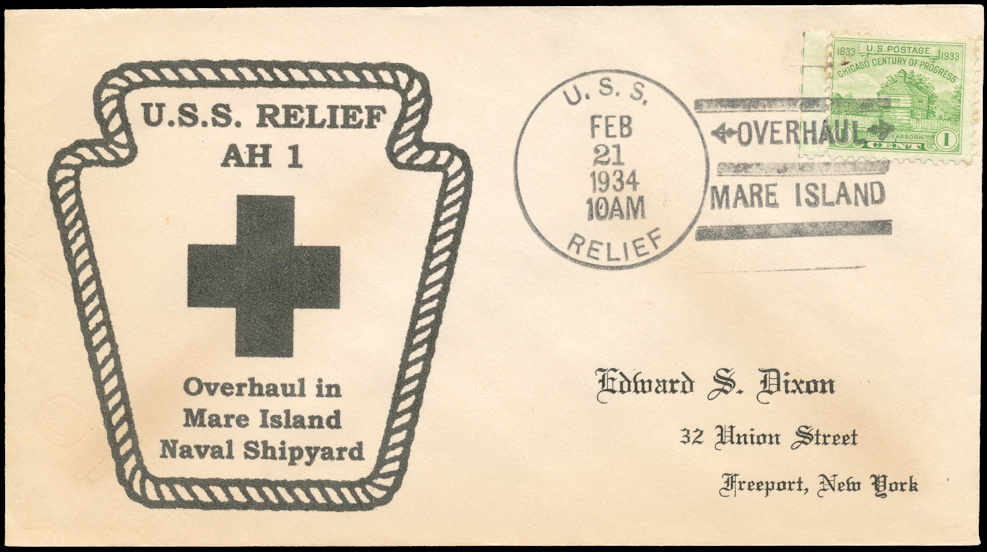 U.S.S. RELIEF
AH 1
Overhaul in
Mare Island
Naval Shipyard
U. S. S.
FEB
21
1934
10AM
RELIEF
OVERHAUL
MARE ISLAND
1833 U.S. POSTAGE 1933
CHICAGO CENTURY OF PROGRESS
1 CENT 1
Edward S. Dixon
32 Union Street
Freeport, New York